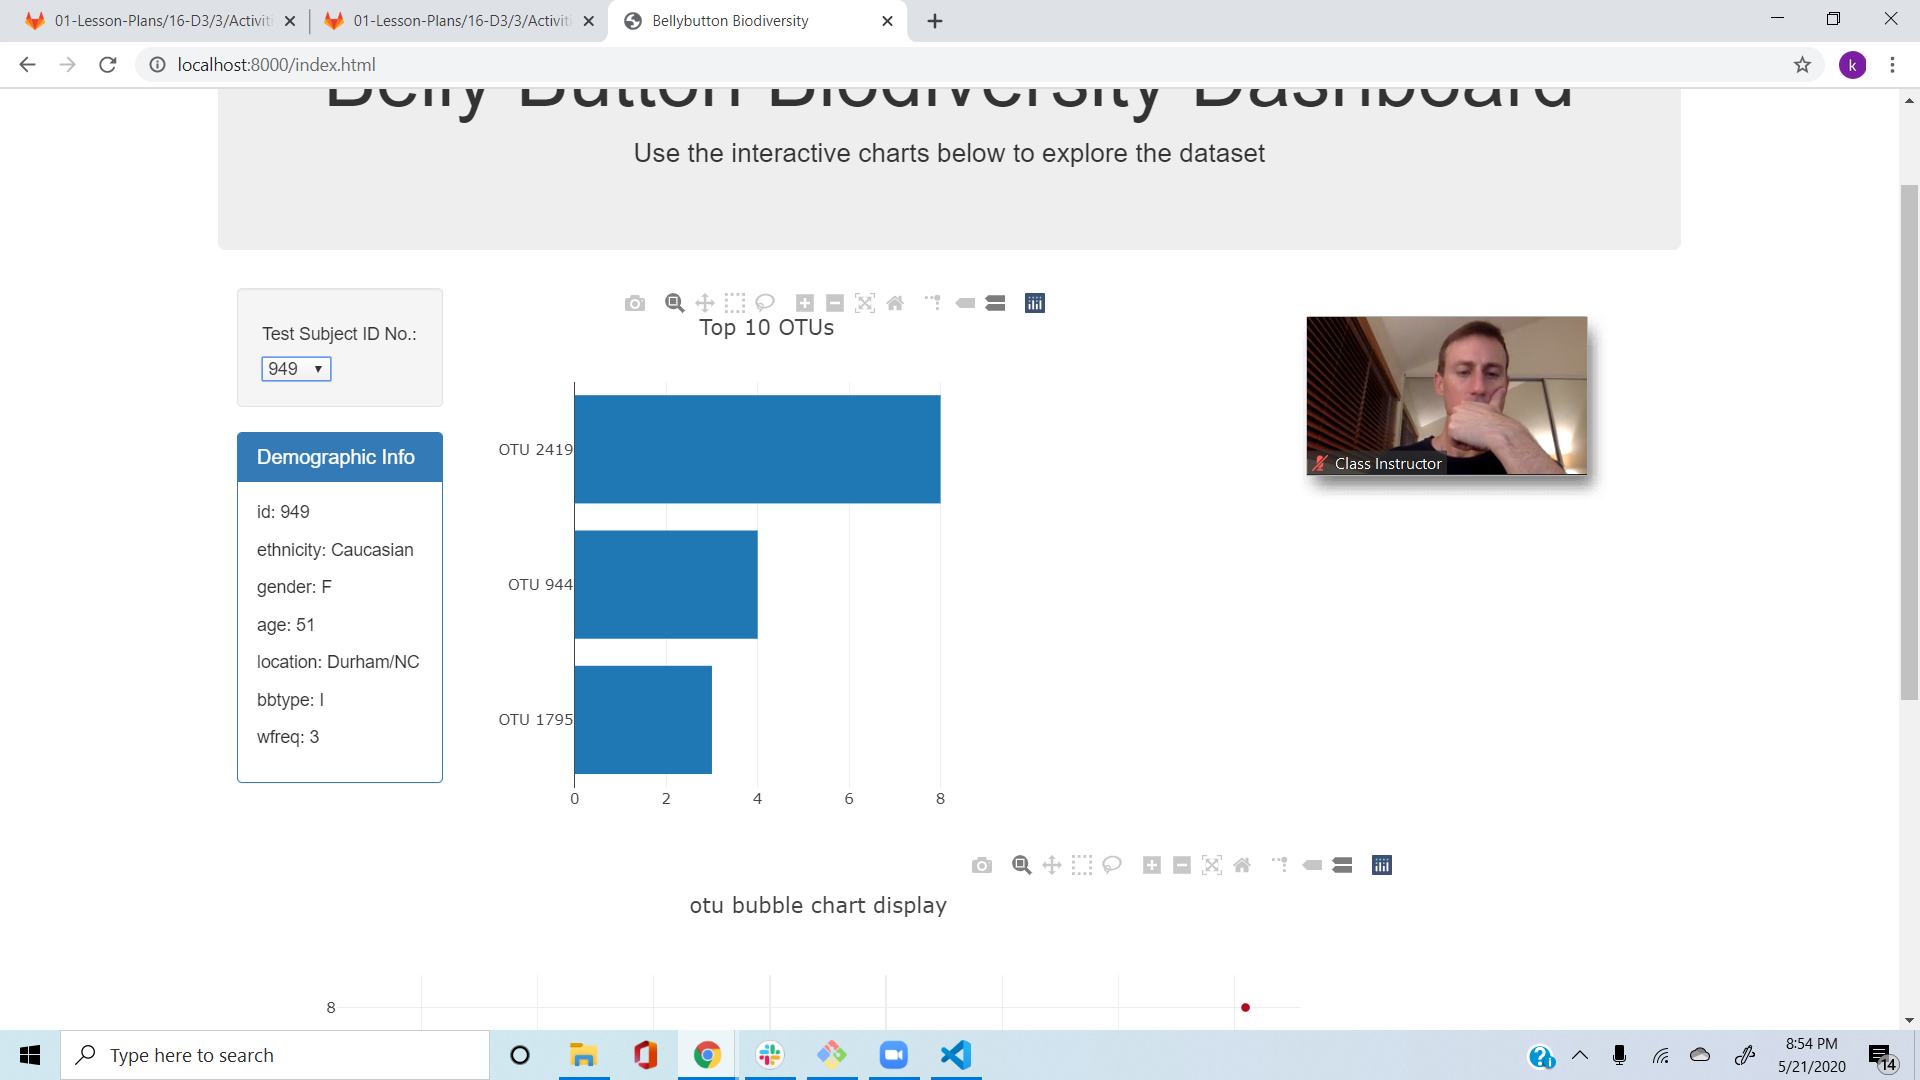 01-Lesson-Plans/16-D3/3/Activiti
01-Lesson-Plans/16-D3/3/Activiti
Bellybutton Biodiversity
localhost:8000/index.html
k
Belly Button Biodiversity Dashboard
Use the interactive charts below to explore the dataset
Test Subject ID No.:
949
Demographic Info
id: 949
ethnicity: Caucasian
gender: F
age: 51
location: Durham/NC
bbtype: I
wfreq: 3
Top 10 OTUs
OTU 2419
OTU 944
OTU 1795
0 2 4 6 8
Class Instructor
otu bubble chart display
8
Type here to search
8:54 PM
5/21/2020
14